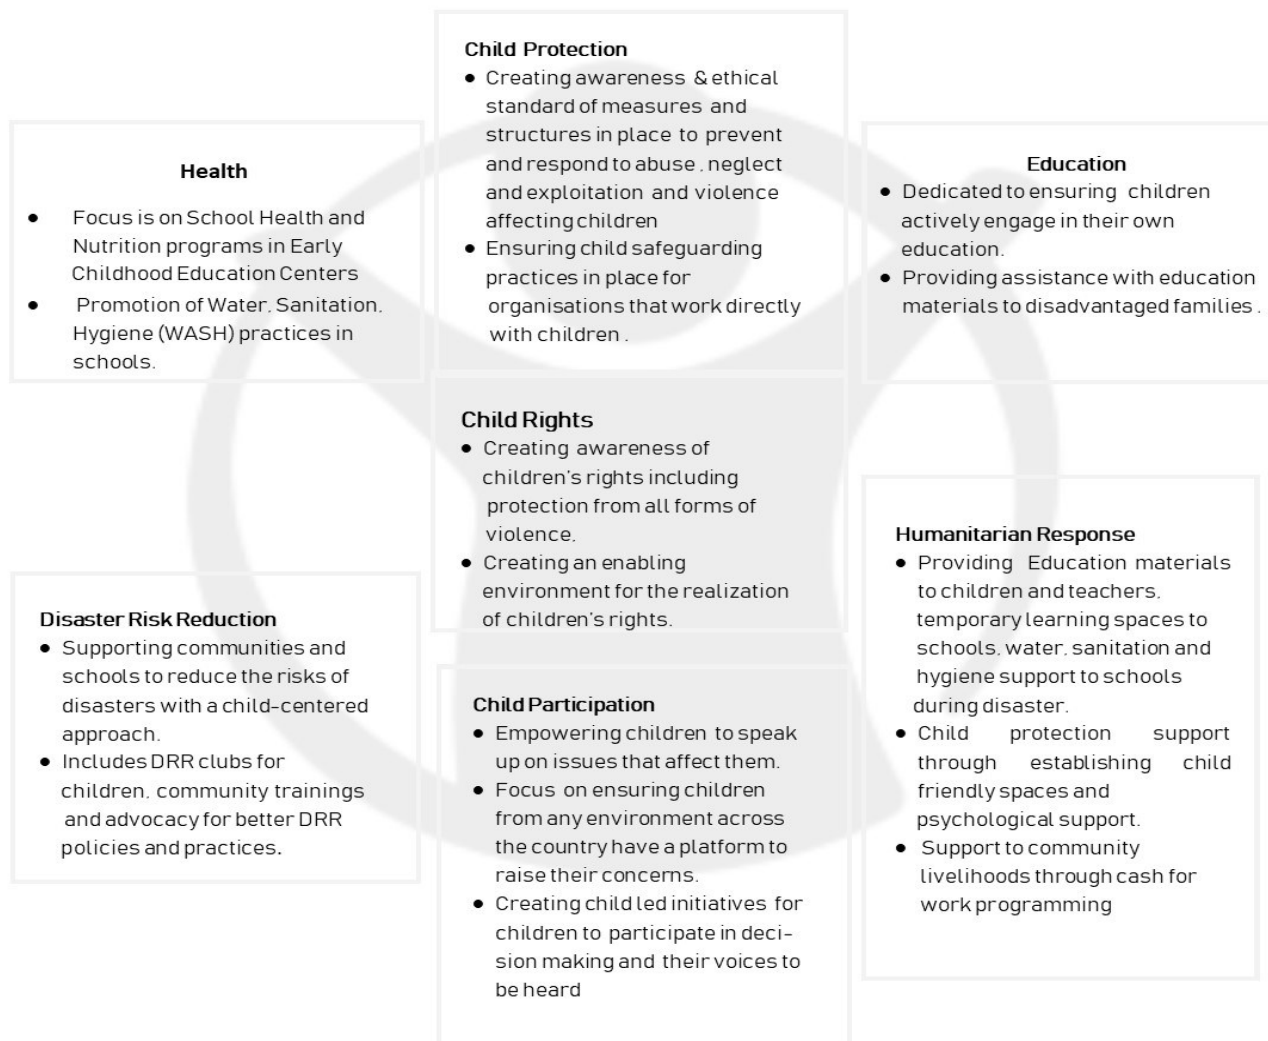 Health
● Focus is on School Health and
Nutrition programs in Early
Childhood Education Centers
● Promotion of Water, Sanitation,
Hygiene (WASH) practices in
schools.
Child Protection
● Creating awareness & ethical
standard of measures and
structures in place to prevent
and respond to abuse , neglect
and exploitation and violence
affecting children
● Ensuring child safeguarding
practices in place for
organisations that work directly
with children .
Education
● Dedicated to ensuring children
actively engage in their own
education.
● Providing assistance with education
materials to disadvantaged families .
Child Rights
● Creating awareness of
children's rights including
protection from all forms of
violence,
● Creating an enabling
environment for the realization
of children's rights.
Disaster Risk Reduction
● Supporting communities and
schools to reduce the risks of
disasters with a child-centered
approach.
● Includes DRR clubs for
children, community trainings
and advocacy for better DRR
policies and practices.
Child Participation
● Empowering children to speak
up on issues that affect them.
● Focus on ensuring children
from any environment across
the country have a platform to
raise their concerns.
● Creating child led initiatives for
children to participate in deci-
sion making and their voices to
be heard
Humanitarian Response
● Providing Education materials
to children and teachers,
temporary learning spaces to
schools, water, sanitation and
hygiene support to schools
during disaster.
● Child protection support
through establishing child
friendly spaces and
psychological support.
● Support to community
livelihoods through cash for
work programming